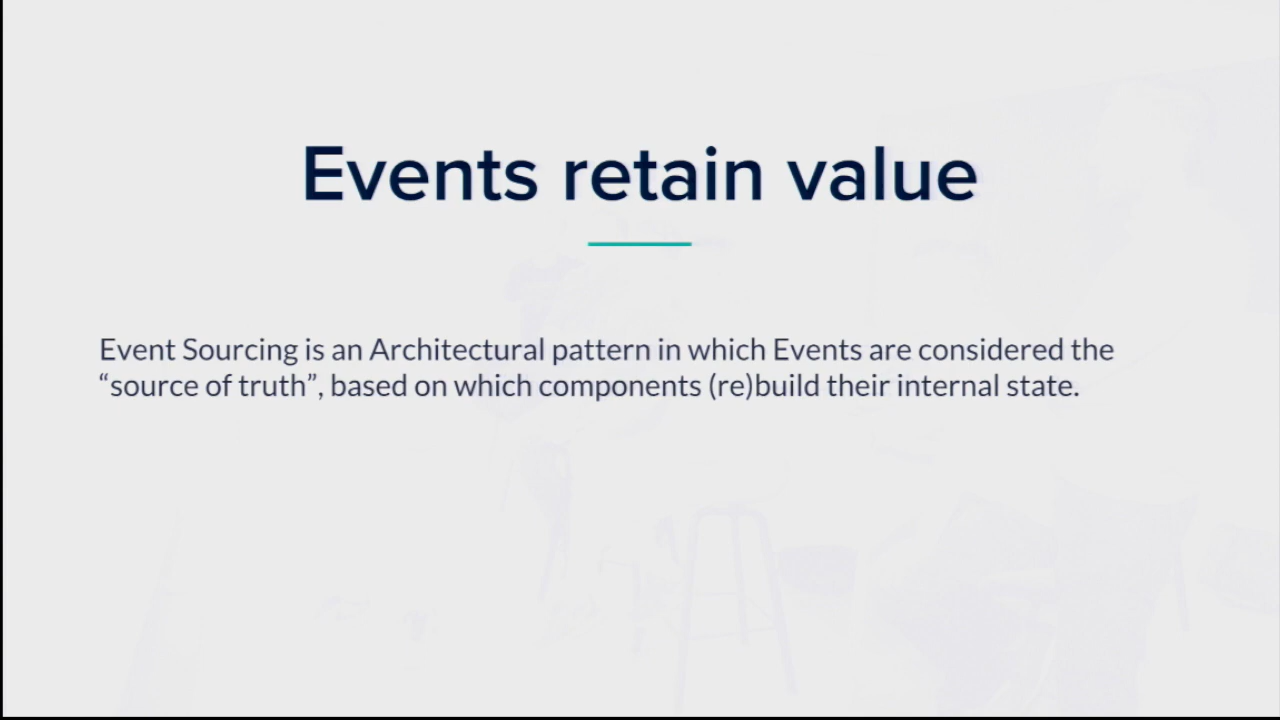 Events retain value
Event Sourcing is an Architectural pattern in which Events are considered the
“source of truth”, based on which components (re)build their internal state.